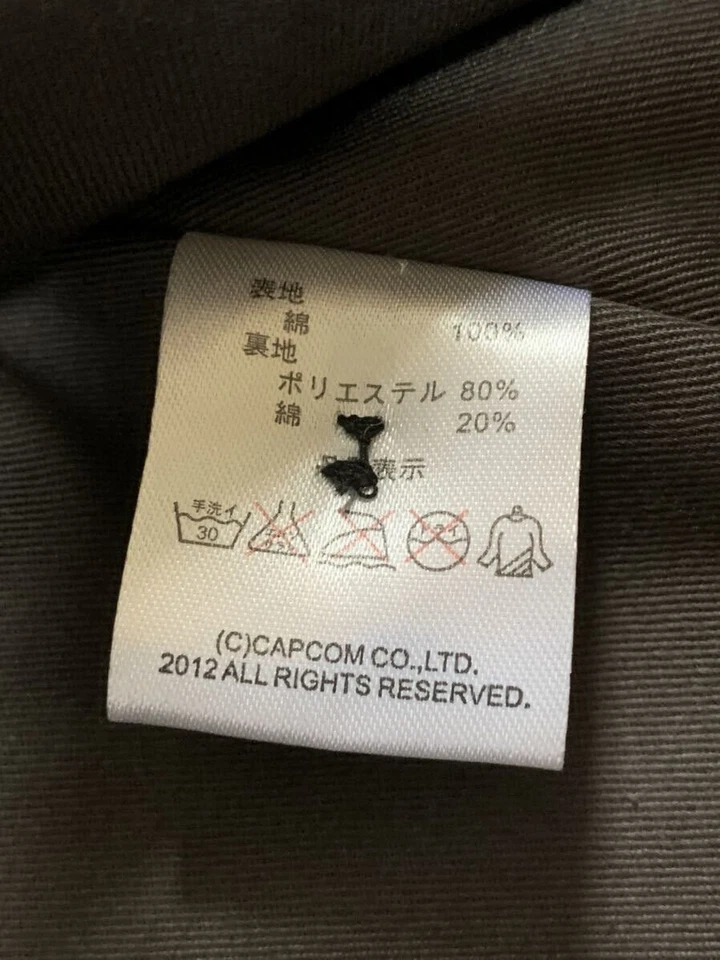 表地
綿 100%
裏地
ポリエステル 80%
綿 20%
表示
手洗イ
30
(C)CAPCOM CO.,LTD.
2012 ALL RIGHTS RESERVED.